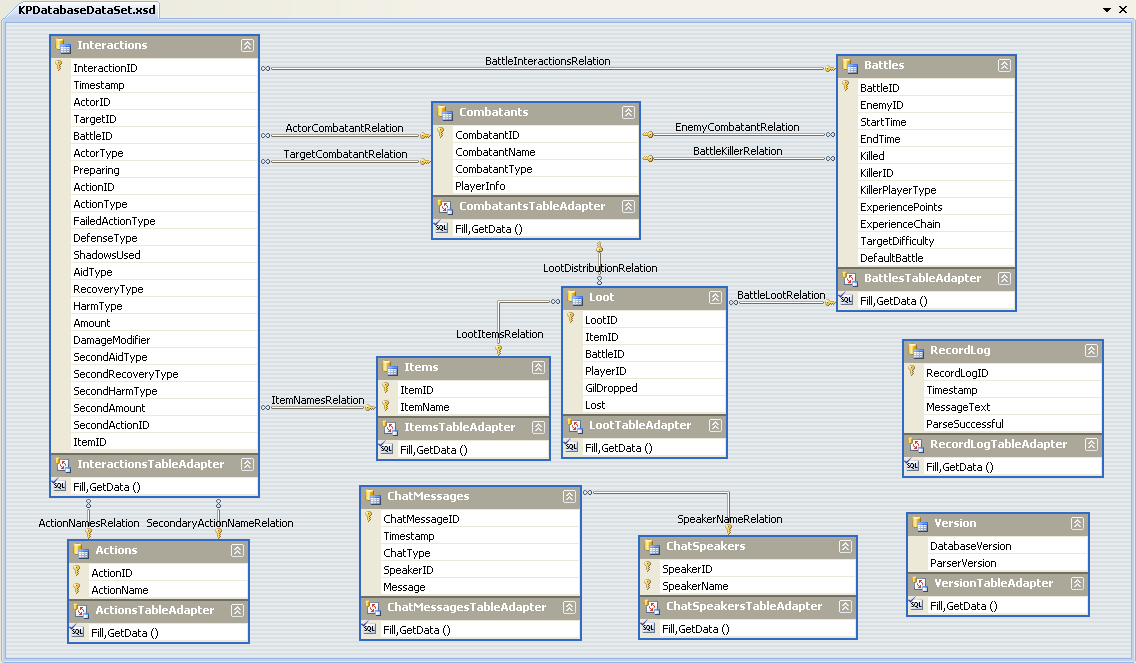 KPDatabaseDataSet.xsd
Interactions
InteractionID
Timestamp
ActorID
TargetID
BattleID
ActorType
Preparing
ActionID
ActionType
FailedActionType
DefenseType
ShadowsUsed
AidType
RecoveryType
HarmType
Amount
DamageModifier
SecondAidType
SecondRecoveryType
SecondHarmType
SecondAmount
SecondActionID
ItemID
InteractionsTableAdapter
SQL Fill,GetData ()
BattleInteractionsRelation
ActorCombatantRelation
TargetCombatantRelation
Combatants
CombatantID
CombatantName
CombatantType
PlayerInfo
CombatantsTableAdapter
SQL Fill,GetData ()
EnemyCombatantRelation
BattleKillerRelation
Battles
BattleID
EnemyID
StartTime
EndTime
Killed
KillerID
KillerPlayerType
ExperiencePoints
ExperienceChain
TargetDifficulty
DefaultBattle
BattlesTableAdapter
SQL Fill,GetData ()
LootDistributionRelation
BattleLootRelation
LootItemsRelation
Loot
LootID
ItemID
BattleID
PlayerID
GilDropped
Lost
LootTableAdapter
SQL Fill,GetData ()
ItemNamesRelation
Items
ItemID
ItemName
ItemsTableAdapter
SQL Fill,GetData ()
RecordLog
RecordLogID
Timestamp
MessageText
ParseSuccessful
RecordLogTableAdapter
SQL Fill,GetData ()
ActionNamesRelation
SecondaryActionNameRelation
Actions
ActionID
ActionName
ActionsTableAdapter
SQL Fill,GetData ()
ChatMessages
ChatMessageID
Timestamp
ChatType
SpeakerID
Message
ChatMessagesTableAdapter
SQL Fill,GetData ()
SpeakerNameRelation
ChatSpeakers
SpeakerID
SpeakerName
ChatSpeakersTableAdapter
SQL Fill,GetData ()
Version
DatabaseVersion
ParserVersion
VersionTableAdapter
SQL Fill,GetData ()